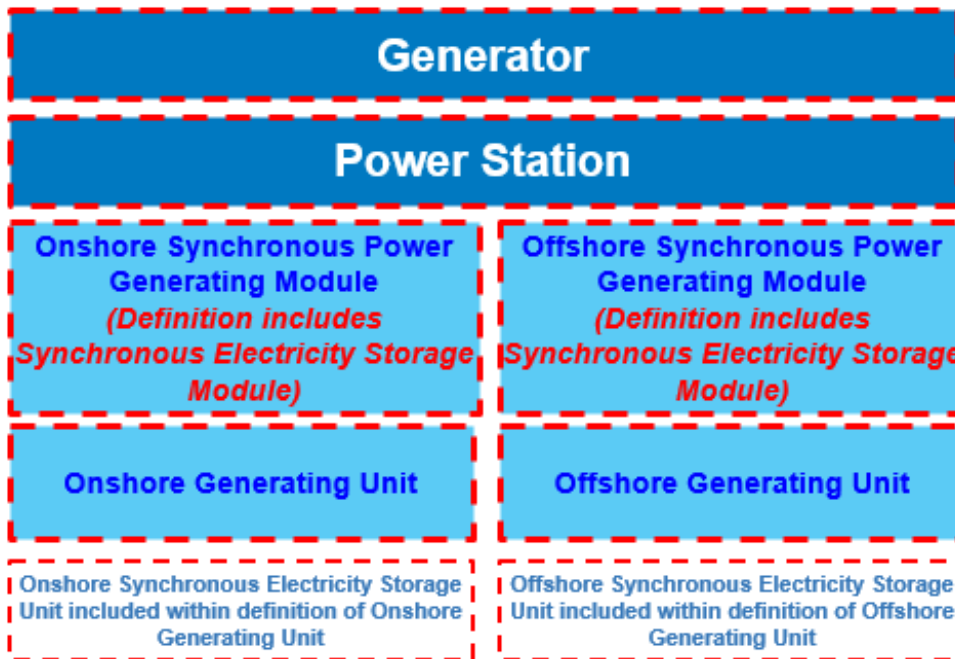 Generator
Power Station
Onshore Synchronous Power
Generating Module
(Definition includes
Synchronous Electricity Storage
Module)
Offshore Synchronous Power
Generating Module
(Definition includes
Synchronous Electricity Storage
Module)
Onshore Generating Unit
Offshore Generating Unit
Onshore Synchronous Electricity Storage
Unit included within definition of Onshore
Generating Unit
Offshore Synchronous Electricity Storage
Unit included within definition of Offshore
Generating Unit